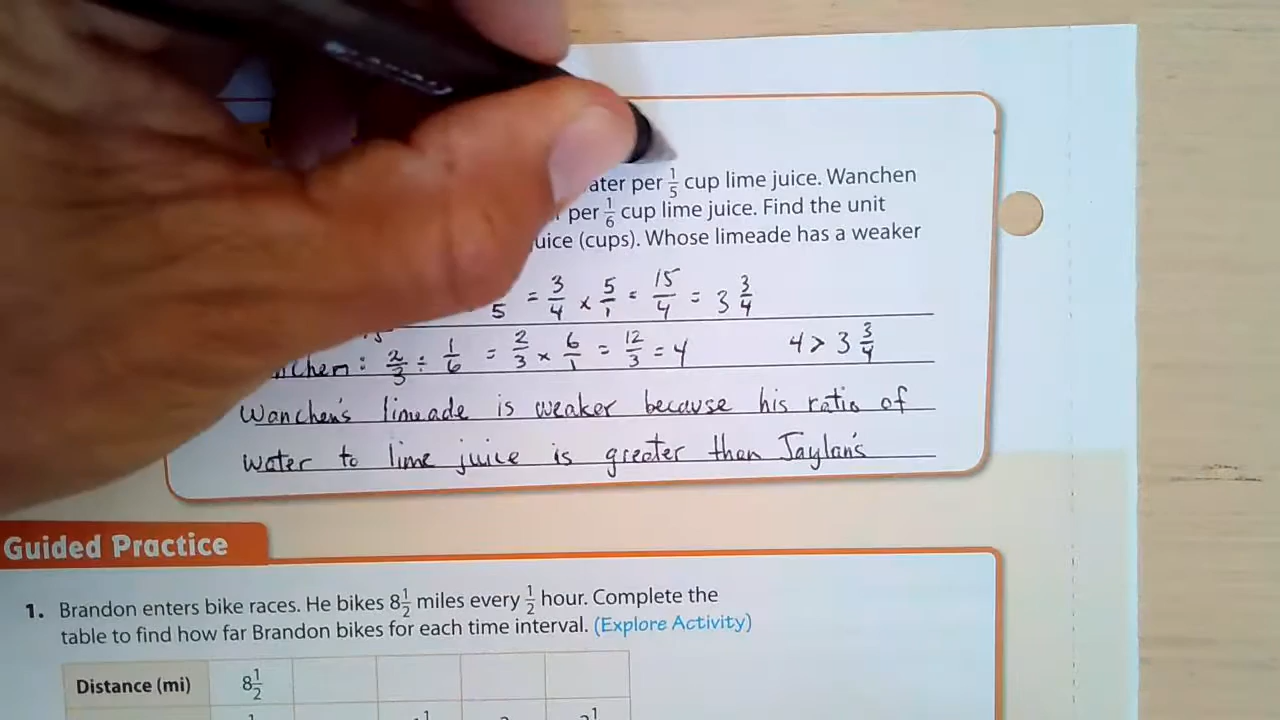 ater per 1/5 cup lime juice. Wanchen
per 1/6 cup lime juice. Find the unit
uice (cups). Whose limeade has a weaker
5 = 3/4 × 5/1 = 15/4 = 3 3/4
chen: 2/3 ÷ 1/6 = 2/3 × 6/1 = 12/3 = 4 4 > 3 3/4
Wanchen's limeade is weaker because his ratio of
water to lime juice is greater than Jaylan's
Guided Practice
1. Brandon enters bike races. He bikes 8 1/2 miles every 1/2 hour. Complete the
table to find how far Brandon bikes for each time interval. (Explore Activity)
Distance (mi) 8 1/2